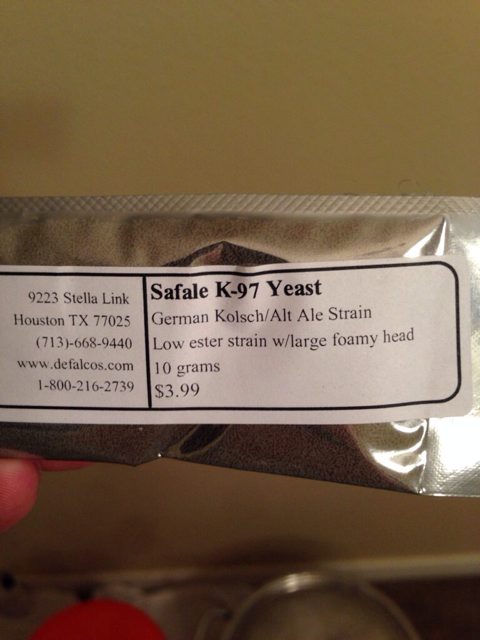 9223 Stella Link
Houston TX 77025
(713)-668-9440
www.defalcos.com
1-800-216-2739
Safale K-97 Yeast
German Kolsch/Alt Ale Strain
Low ester strain w/large foamy head
10 grams
$3.99